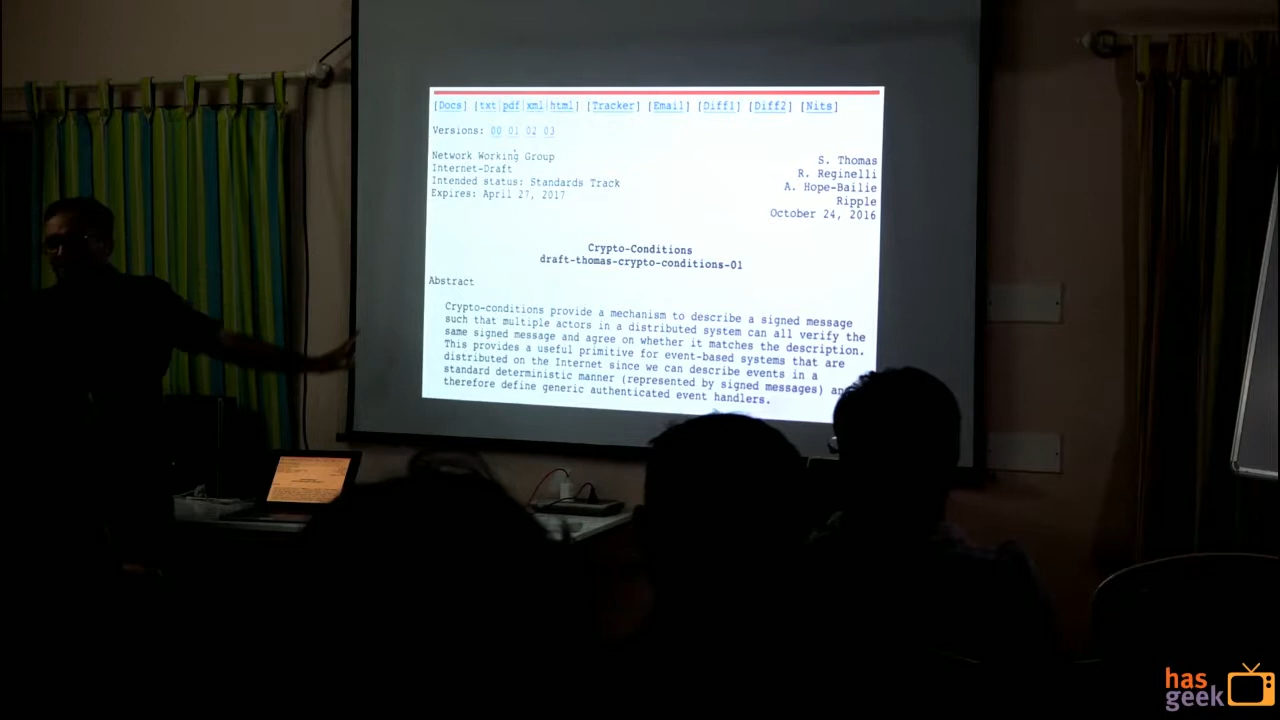 [Docs] [txt|pdf|xml|html] [Tracker] [Email] [Diff1] [Diff2] [Nits]
Versions: 00 01 02 03
Network Working Group
S. Thomas
Internet-Draft
R. Reginelli
Intended status: Standards Track
A. Hope-Bailie
Expires: April 27, 2017
Ripple
October 24, 2016
Crypto-Conditions
draft-thomas-crypto-conditions-01
Abstract
Crypto-conditions provide a mechanism to describe a signed message
such that multiple actors in a distributed system can all verify the
same signed message and agree on whether it matches the description.
This provides a useful primitive for event-based systems that are
distributed on the Internet since we can describe events in a
standard deterministic manner (represented by signed messages) an
therefore define generic authenticated event handlers.
has
geek